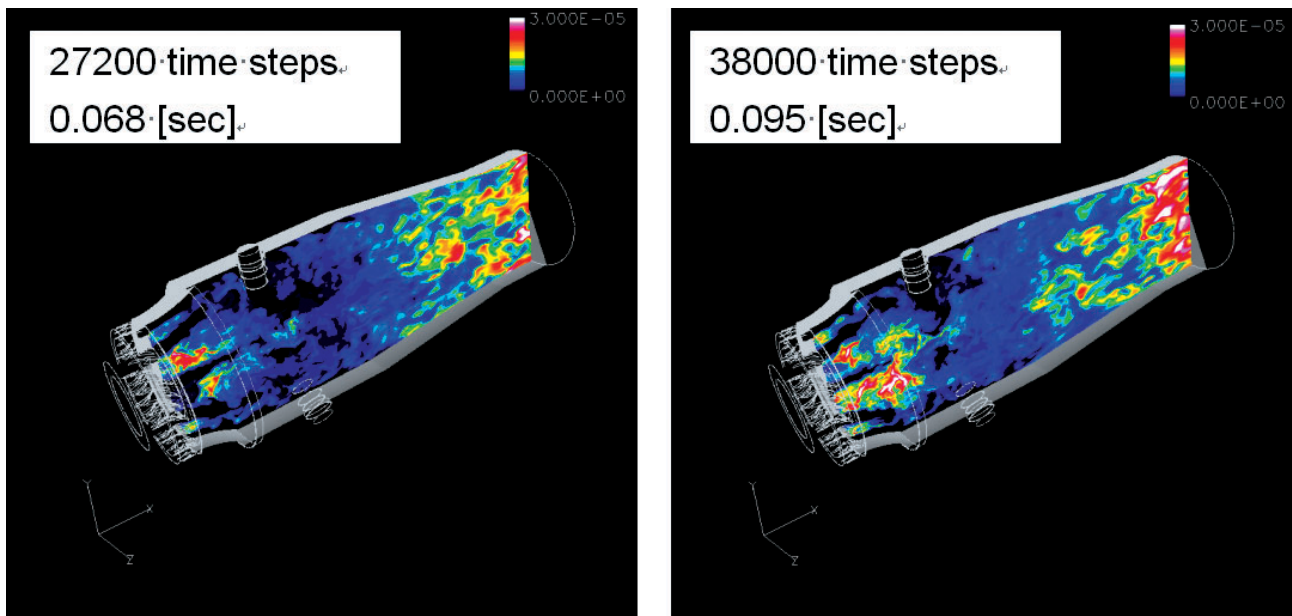 27200·time·steps↵
0.068·[sec]↵
3.000E-05
0.000E+00
Y
X
Z
38000·time·steps↵
0.095·[sec]↵
3.000E-05
0.000E+00
Y
X
Z